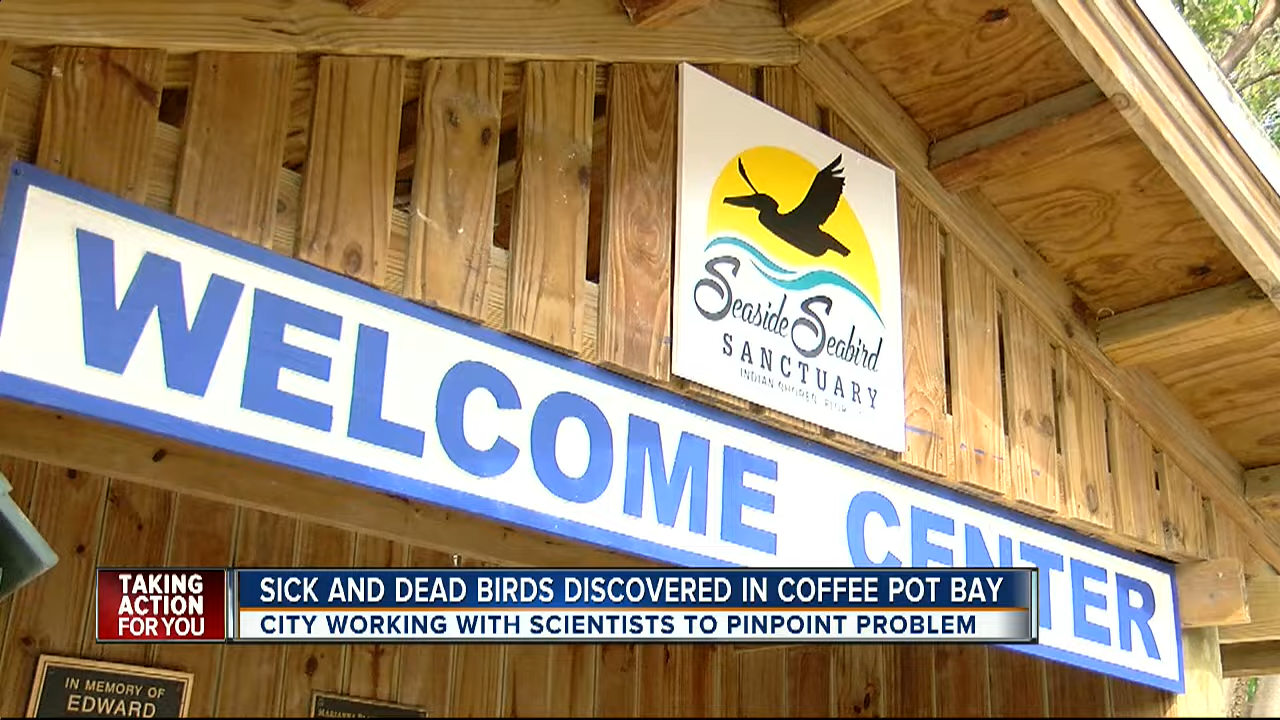 Seaside Seabird
SANCTUARY
INDIAN SHORES,
WELCOME CENTER
TAKING
ACTION
FOR YOU
SICK AND DEAD BIRDS DISCOVERED IN COFFEE POT BAY
CITY WORKING WITH SCIENTISTS TO PINPOINT PROBLEM
IN MEMORY OF
EDWARD